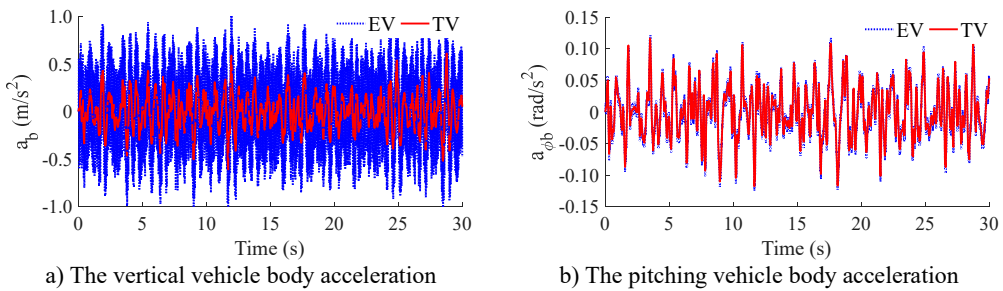 EV TV
1.0
0.5
0
-0.5
-1.0
a_b (m/s^2)
0 5 10 15 20 25 30
Time (s)
a) The vertical vehicle body acceleration
EV TV
0.15
0.10
0.05
0
-0.05
-0.10
-0.15
a_ϕb (rad/s^2)
0 5 10 15 20 25 30
Time (s)
b) The pitching vehicle body acceleration